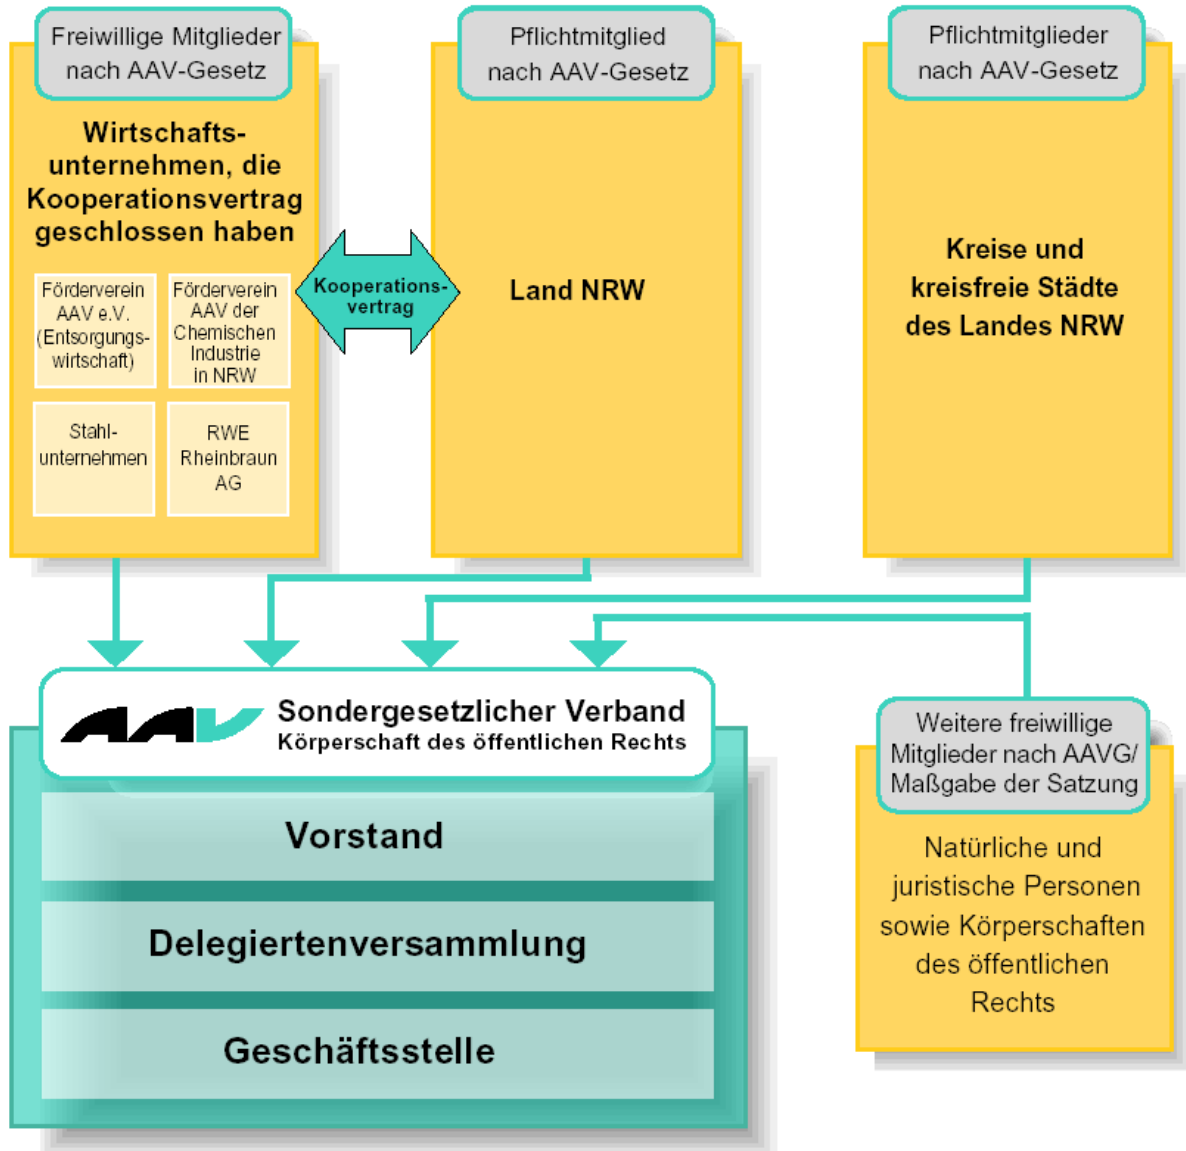 Freiwillige Mitglieder
nach AAV-Gesetz
Wirtschafts-
unternehmen, die
Kooperationsvertrag
geschlossen haben
Förderverein
AAV e.V.
(Entsorgungs-
wirtschaft)
Förderverein
AAV der
Chemischen
Industrie
in NRW
Stahl-
unternehmen
RWE
Rheinbraun
AG
Kooperations-
vertrag
Pflichtmitglied
nach AAV-Gesetz
Land NRW
Pflichtmitglieder
nach AAV-Gesetz
Kreise und
kreisfreie Städte
des Landes NRW
AAV
Sondergesetzlicher Verband
Körperschaft des öffentlichen Rechts
Vorstand
Delegiertenversammlung
Geschäftsstelle
Weitere freiwillige
Mitglieder nach AAVG/
Maßgabe der Satzung
Natürliche und
juristische Personen
sowie Körperschaften
des öffentlichen
Rechts